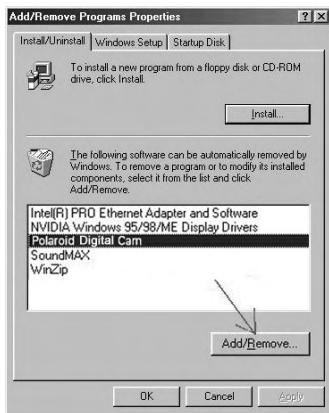 Add/Remove Programs Properties
Install/Uninstall Windows Setup Startup Disk
To install a new program from a floppy disk or CD-ROM
drive, click Install.
Install...
The following software can be automatically removed by
Windows. To remove a program or to modify its installed
components, select it from the list and click
Add/Remove.
Intel(R) PRO Ethernet Adapter and Software
NVIDIA Windows 95/98/ME Display Drivers
Polaroid Digital Cam
SoundMAX
WinZip
Add/Remove...
OK Cancel Apply